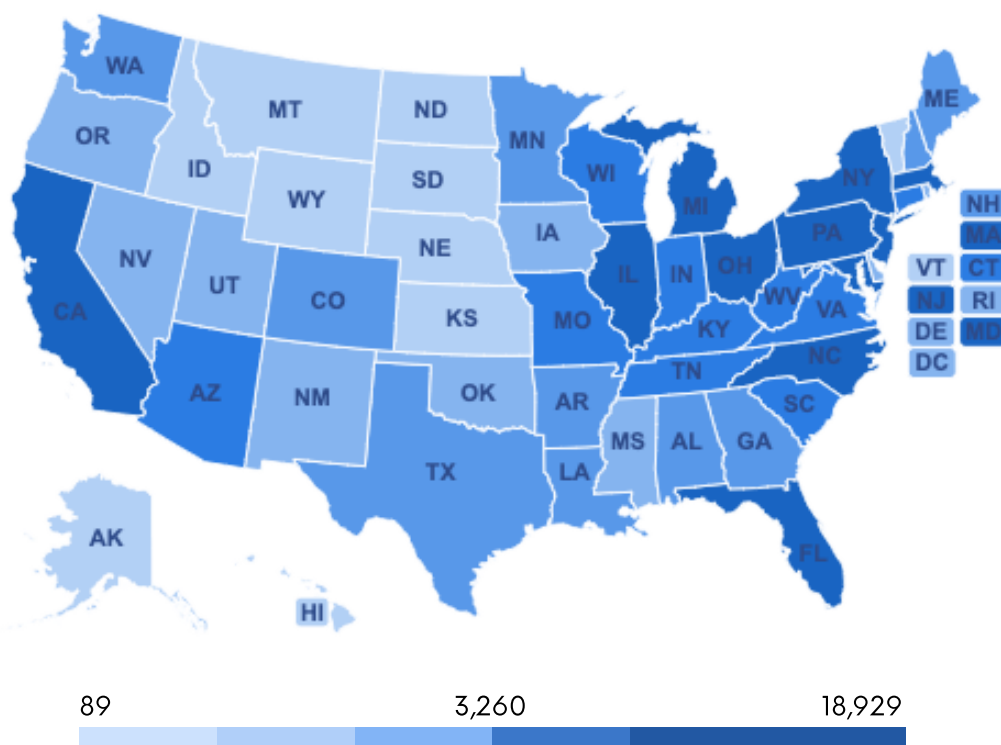 WA
MT
ND
MN
ME
OR
ID
SD
WI
NY
WY
MI
NH
IA
PA
MA
NE
NV
IL
IN
OH
VT
CT
UT
CO
NJ
RI
WV
CA
KS
MO
VA
KY
DE
MD
NC
DC
TN
AZ
NM
OK
AR
SC
MS
AL
GA
TX
LA
AK
FL
HI
89 3,260 18,929